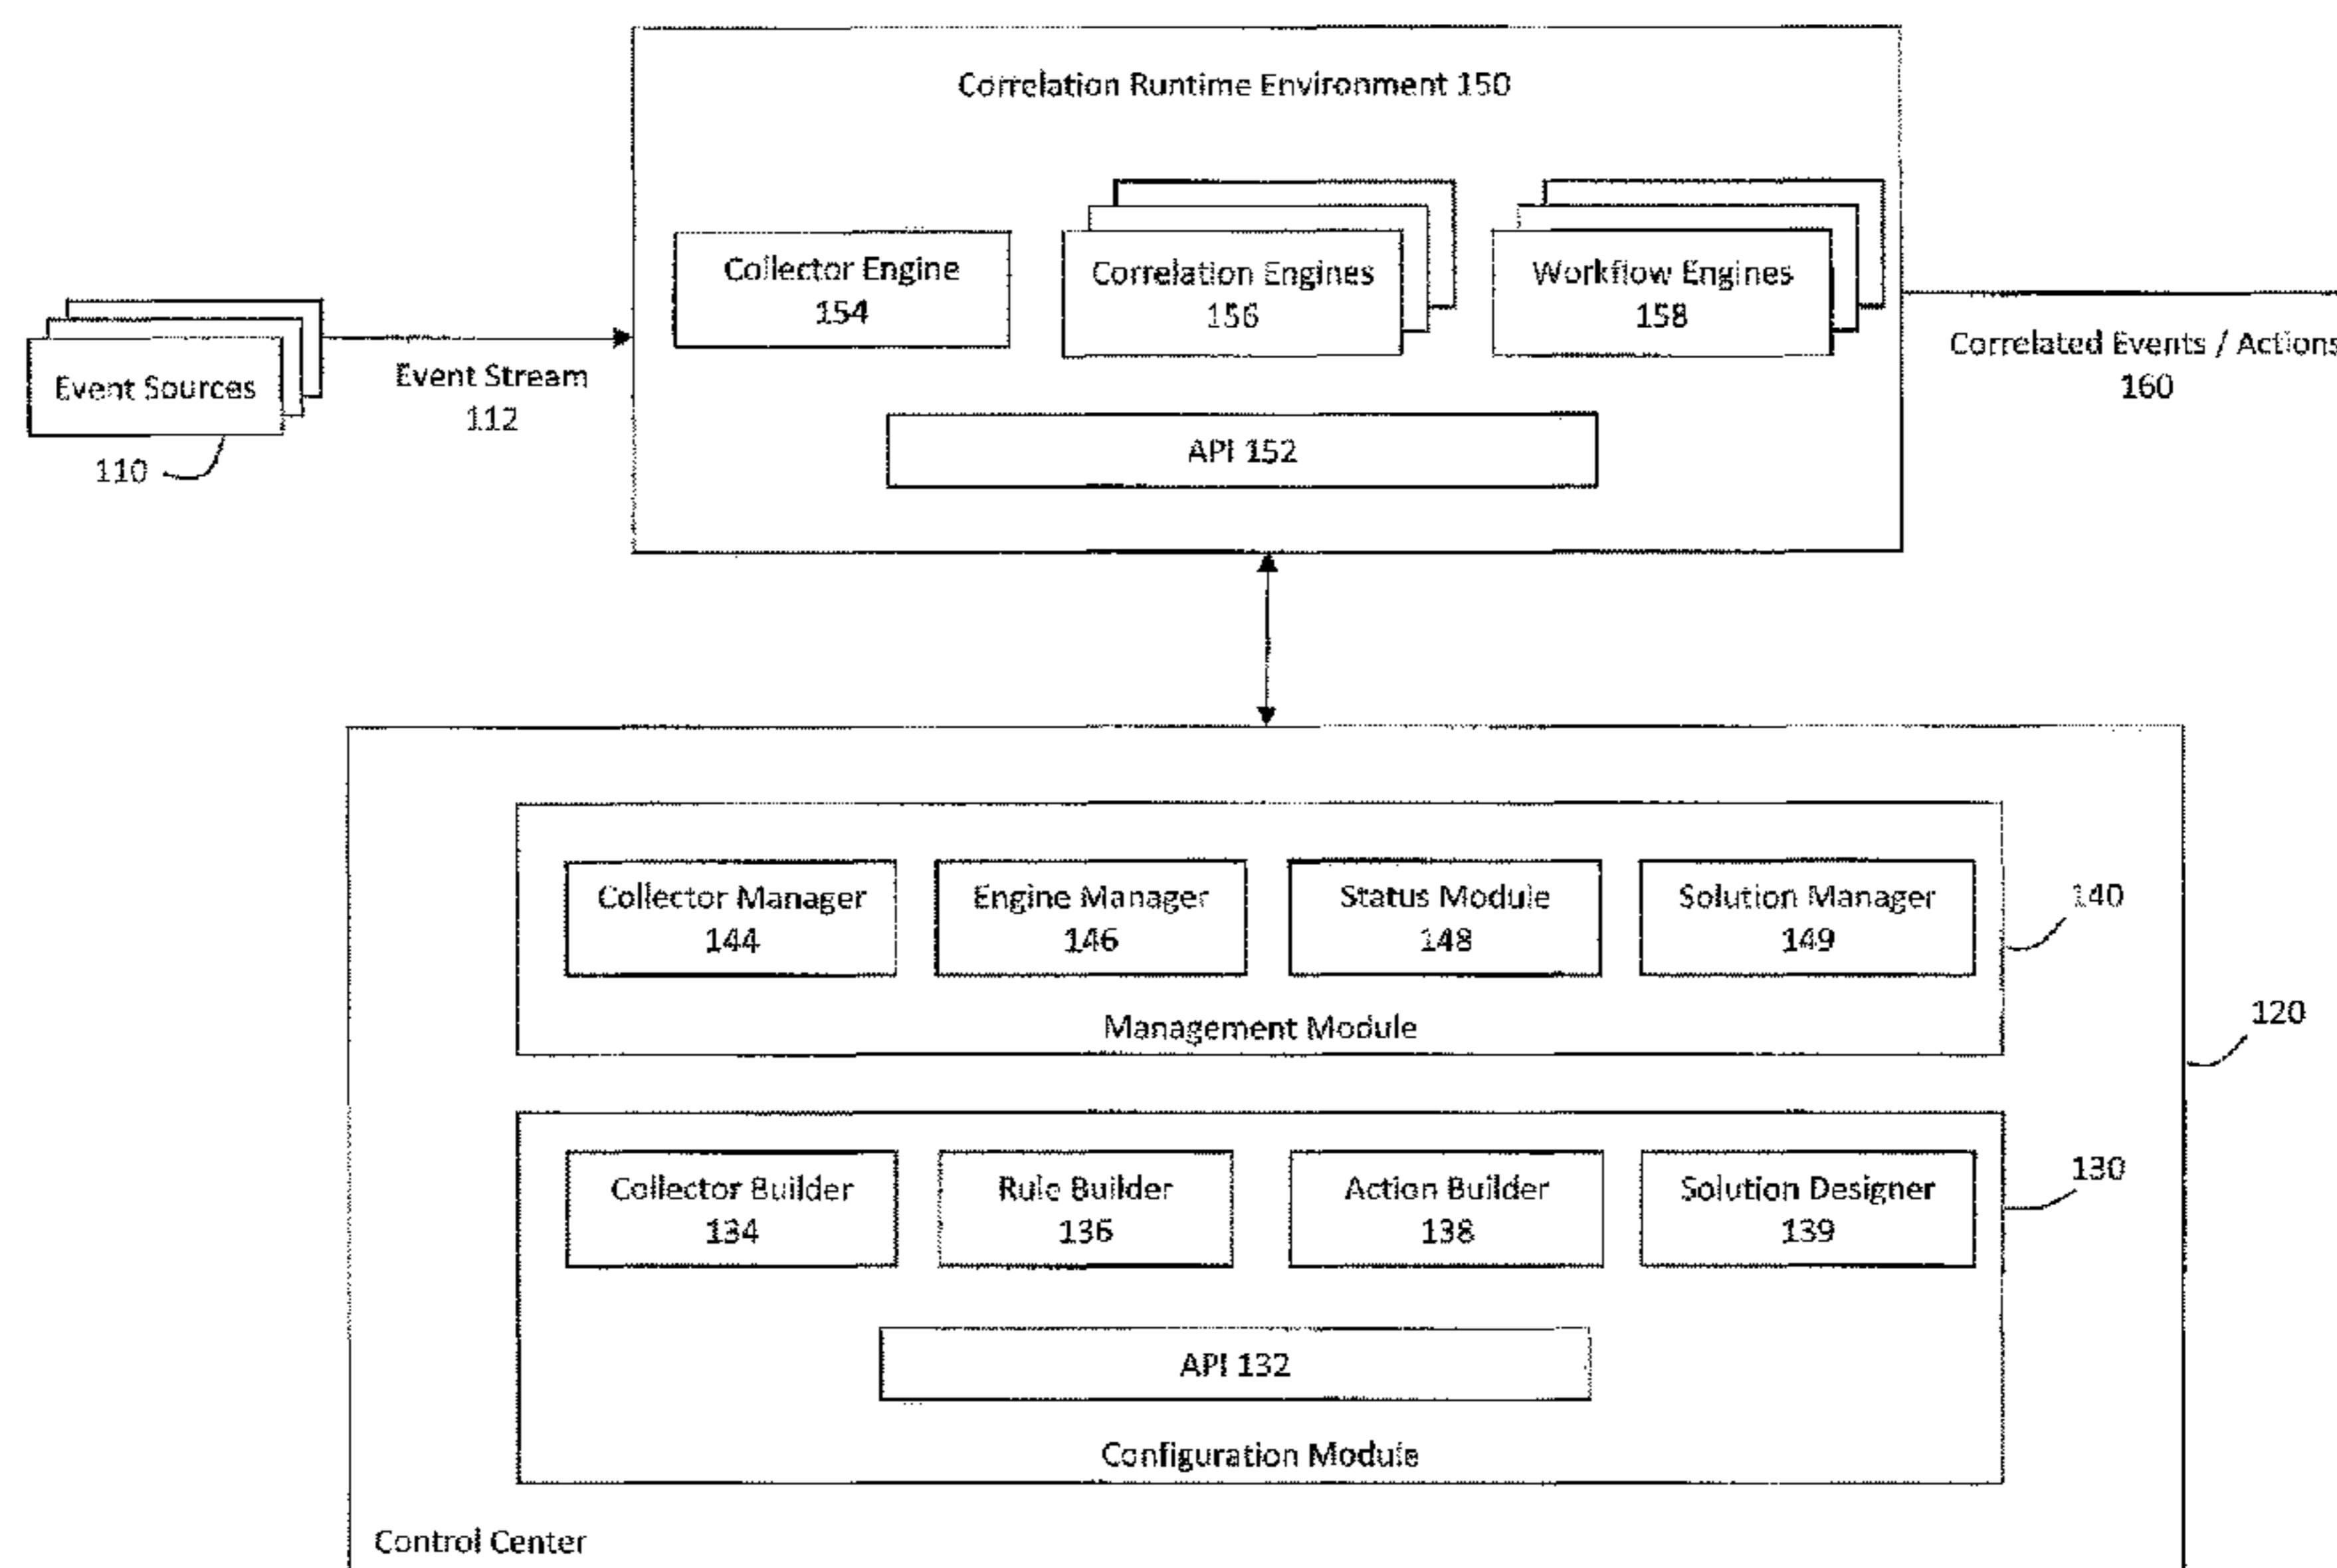 Correlation Runtime Environment 150
Collector Engine
154
Correlation Engines
156
Workflow Engines
158
API 152
Event Sources
110
Event Stream
112
Correlated Events / Actions
160
Collector Manager
144
Engine Manager
146
Status Module
148
Solution Manager
149
Management Module
140
120
Collector Builder
134
Rule Builder
136
Action Builder
138
Solution Designer
139
130
API 132
Configuration Module
Control Center